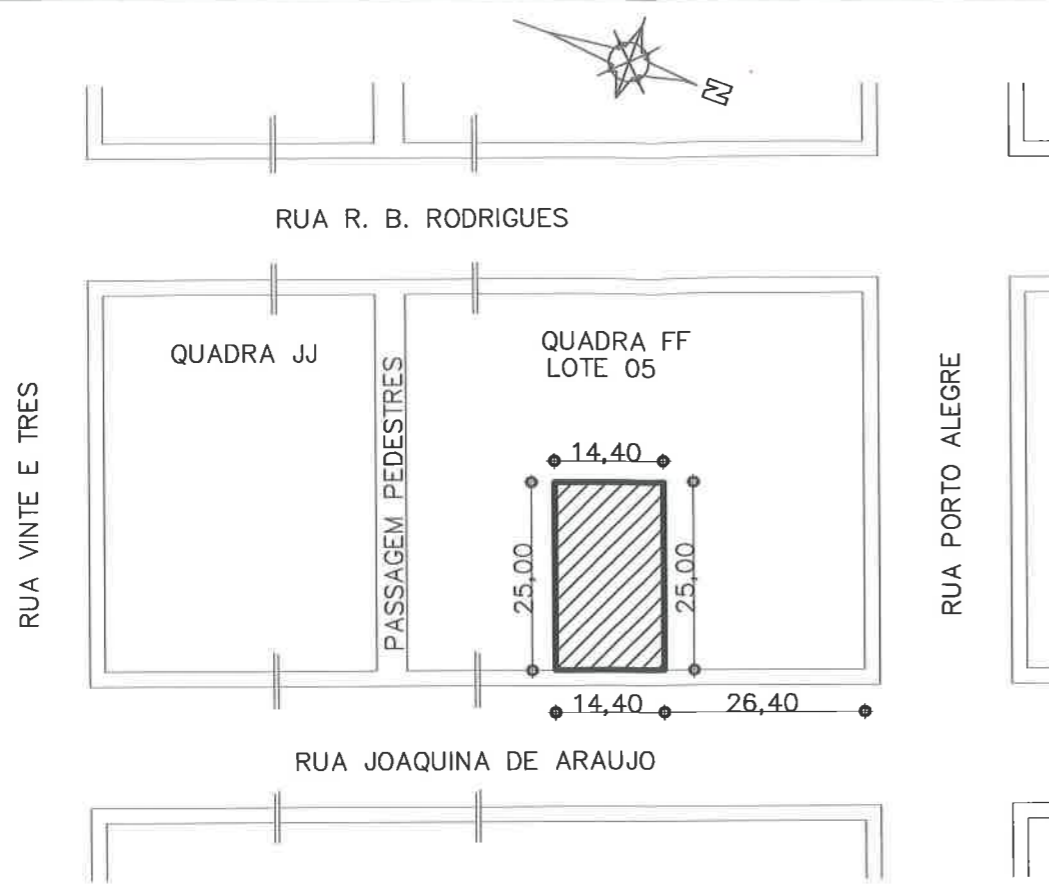 N
RUA R. B. RODRIGUES
QUADRA JJ
QUADRA FF
LOTE 05
RUA VINTE E TRES
PASSAGEM PEDESTRES
RUA PORTO ALEGRE
14,40
25,00
25,00
14,40
26,40
RUA JOAQUINA DE ARAUJO